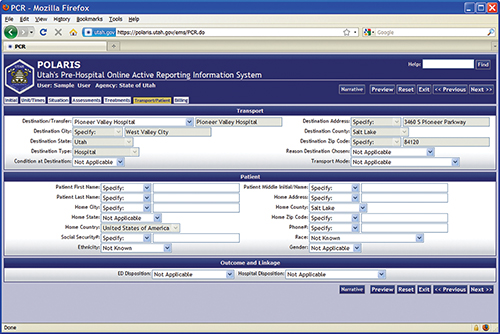 PCR - Mozilla Firefox
File Edit View History Bookmarks Tools Help
utah.gov https://polaris.utah.gov/ems/PCR.do Google
PCR
POLARIS
Utah's Pre-Hospital Online Active Reporting Information System
User: Sample User Agency: State of Utah
Help: Find
Narrative Preview Reset Exit << Previous Next >>
Initial Unit/Times Situation Assessments Treatments Transport/Patient Billing
Transport
Destination/Transfer: Pioneer Valley Hospital Pioneer Valley Hospital Destination Address: Specify: 3460 S Pioneer Parkway
Destination City: Specify: West Valley City Destination County: Salt Lake
Destination State: Utah Destination Zip Code: Specify: 84120
Destination Type: Hospital Reason Destination Chosen: Not Applicable
Condition at Destination: Not Applicable Transport Mode: Not Applicable
Patient
Patient First Name: Specify: Patient Middle Initial/Name: Specify:
Patient Last Name: Specify: Home Address: Specify:
Home City: Specify: Home County: Salt Lake
Home State: Not Applicable Home Zip Code: Specify:
Home Country: United States of America Phone#: Specify:
Social Security#: Specify: Race: Not Known
Ethnicity: Not Known Gender: Not Applicable
Outcome and Linkage
ED Disposition: Not Applicable Hospital Disposition: Not Applicable
Narrative Preview Reset Exit << Previous Next >>
Done